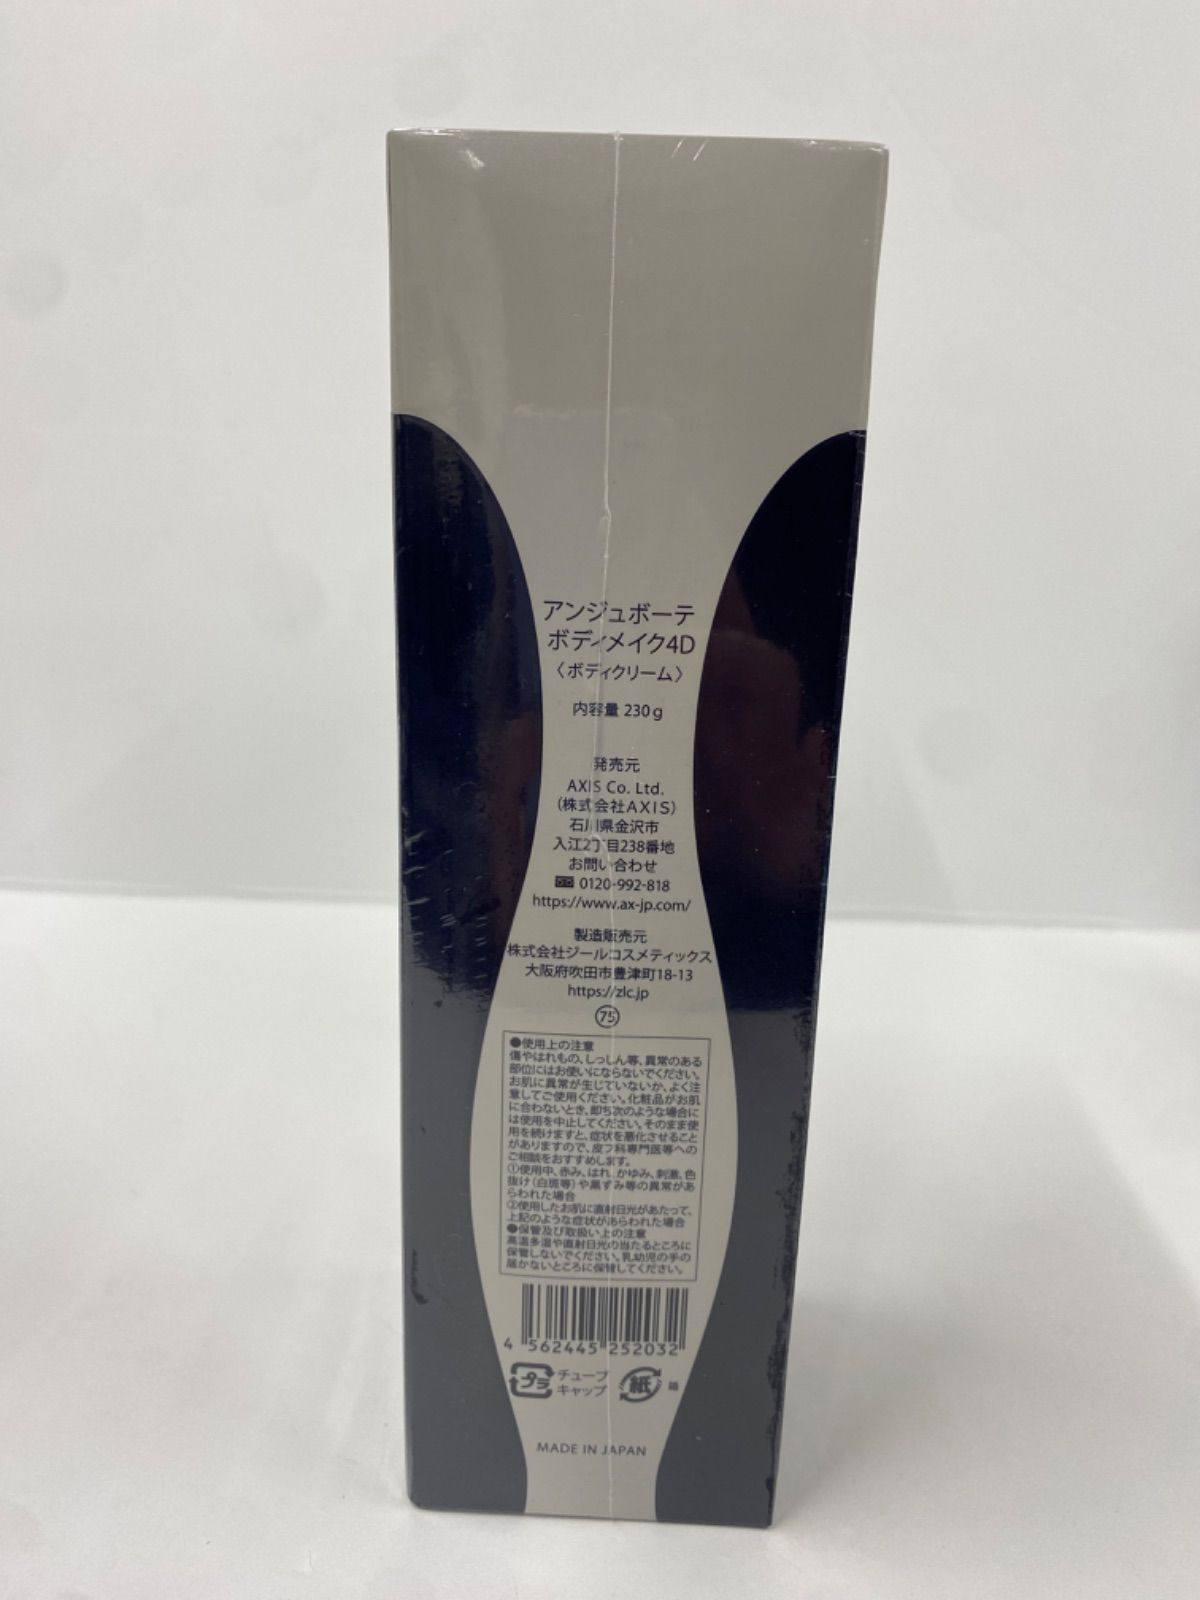 アンジュボーテ
ボディメイク4D
〈ボディクリーム〉
内容量 230g
発売元
AXIS Co. Ltd.
（株式会社AXIS）
石川県金沢市
入江2丁目238番地
お問い合わせ
0120-992-818
https://www.ax-jp.com/
製造販売元
株式会社ジールコスメティックス
大阪府吹田市豊津町18-13
https://zlc.jp
75
●使用上の注意
傷やはれもの、しっしん等、異常のある
部位にはお使いにならないでください。
お肌に異常が生じていないか、よく注
意してご使用ください。化粧品がお肌
に合わないとき、即ち次のような場合に
は使用を中止してください。そのまま使
用を続けますと、症状を悪化させること
がありますので、皮フ科専門医等への
ご相談をおすすめします。
①使用中、赤み、はれ、かゆみ、刺激、色
抜け（白斑等）や黒ずみ等の異常があ
らわれた場合
②使用したお肌に直射日光があたって、
上記のような症状があらわれた場合
●保管及び取扱い上の注意
高温多湿や直射日光の当たるところに
保管しないでください。乳幼児の手の
届かないところに保管してください。
4 562445 252032
プラ チューブ
キャップ 紙 箱
MADE IN JAPAN